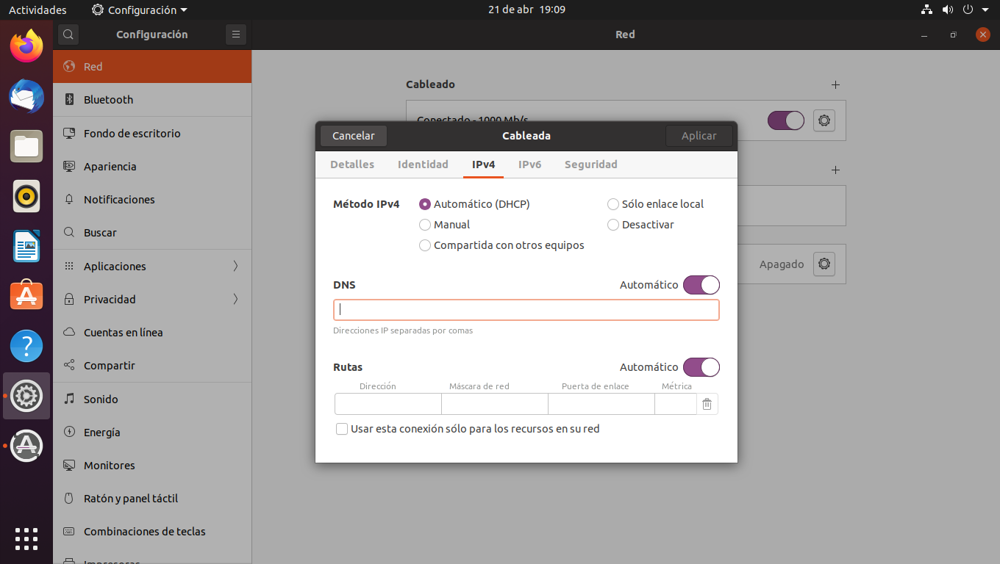 Actividades
Configuración
21 de abr 19:09
Configuración
Red
Red
Bluetooth
Fondo de escritorio
Apariencia
Notificaciones
Buscar
Aplicaciones
Privacidad
Cuentas en línea
Compartir
Sonido
Energía
Monitores
Ratón y panel táctil
Combinaciones de teclas
Impresoras
Cableado
Conectado - 1000 Mb/s
Apagado
Cancelar
Cableada
Aplicar
Detalles
Identidad
IPv4
IPv6
Seguridad
Método IPv4
Automático (DHCP)
Sólo enlace local
Manual
Desactivar
Compartida con otros equipos
DNS
Automático
Direcciones IP separadas por comas
Rutas
Automático
Dirección
Máscara de red
Puerta de enlace
Métrica
Usar esta conexión sólo para los recursos en su red